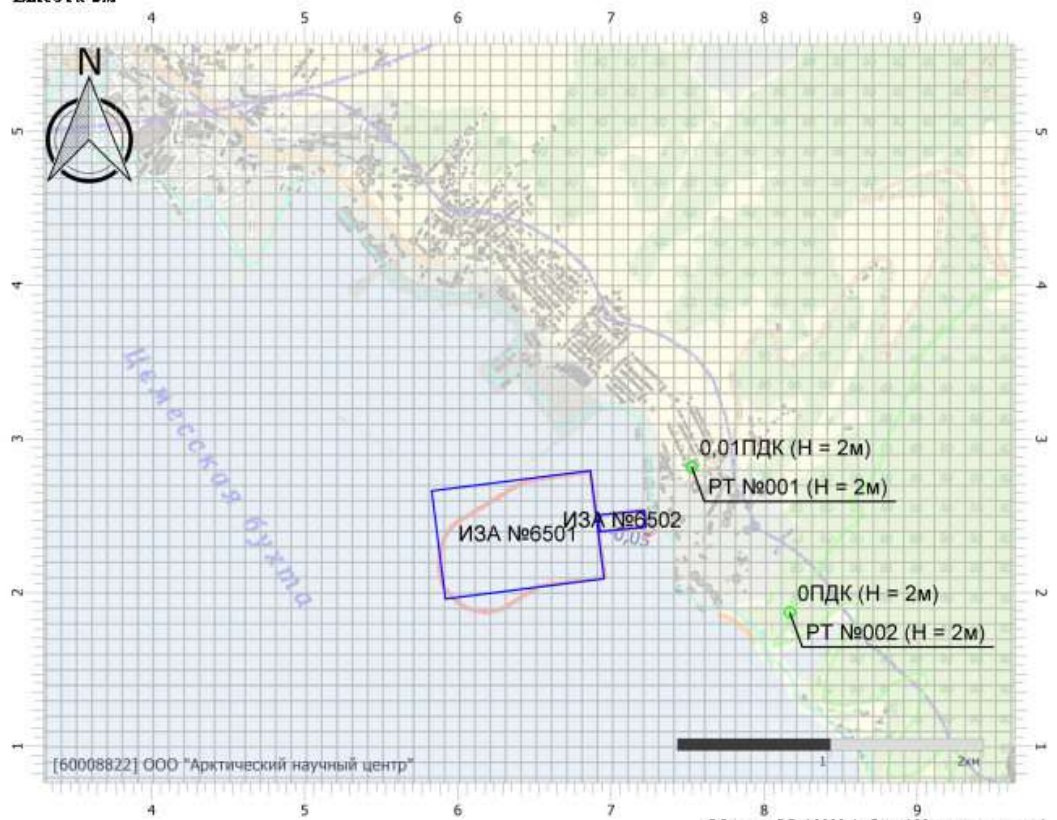 4 5 6 7 8 9
N
5 5
4 4
Цемесская бухта
3 3
0,01ПДК (Н = 2м)
РТ №001 (Н = 2м)
ИЗА №6502
ИЗА №6501
0,05
2 2
0ПДК (Н = 2м)
РТ №002 (Н = 2м)
1 1
[60008822] ООО "Арктический научный центр"
1 2км
4 5 6 7 8 9